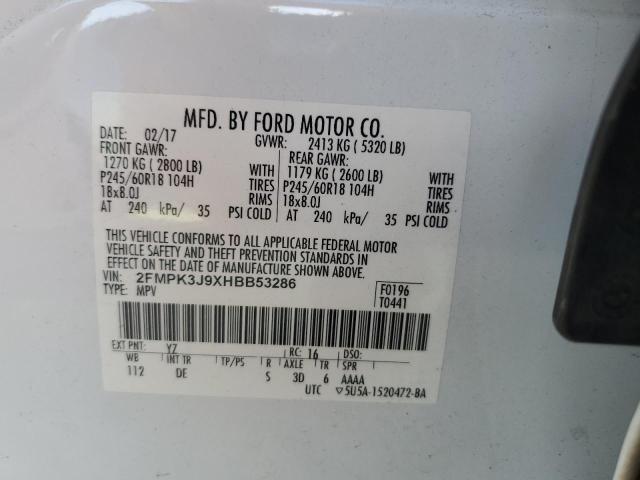 MFD. BY FORD MOTOR CO.
DATE: 02/17 GVWR: 2413 KG ( 5320 LB)
FRONT GAWR: REAR GAWR:
1270 KG ( 2800 LB) WITH 1179 KG ( 2600 LB) WITH
P245/60R18 104H TIRES P245/60R18 104H TIRES
18x8.0J RIMS 18x8.0J RIMS
AT 240 kPa/ 35 PSI COLD AT 240 kPa/ 35 PSI COLD
THIS VEHICLE CONFORMS TO ALL APPLICABLE FEDERAL MOTOR
VEHICLE SAFETY AND THEFT PREVENTION STANDARDS IN
EFFECT ON THE DATE OF MANUFACTURE SHOWN ABOVE.
VIN: 2FMPK3J9XHBB53286 F0196
TYPE: MPV T0441
EXT PNT: YZ RC: 16 DSO:
WB INT TR TP/PS R AXLE TR SPR
112 DE S 3D 6 AAAA
UTC ▽5U5A-1520472-BA